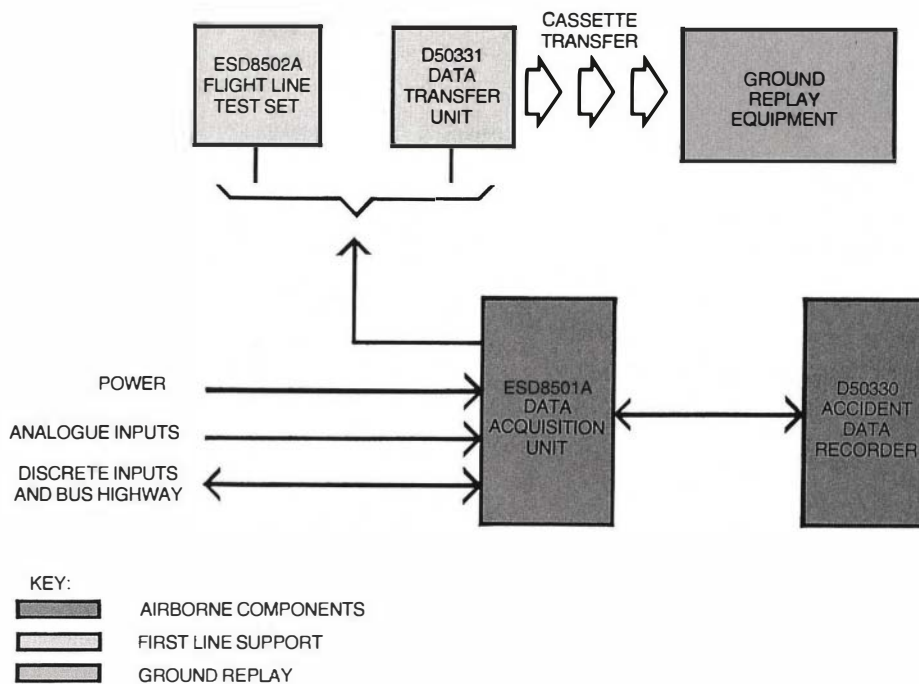 ESD8502A
FLIGHT LINE
TEST SET
D50331
DATA
TRANSFER
UNIT
CASSETTE
TRANSFER
GROUND
REPLAY
EQUIPMENT
POWER
ANALOGUE INPUTS
DISCRETE INPUTS
AND BUS HIGHWAY
ESD8501A
DATA
ACQUISITION
UNIT
D50330
ACCIDENT
DATA
RECORDER
KEY:
AIRBORNE COMPONENTS
FIRST LINE SUPPORT
GROUND REPLAY